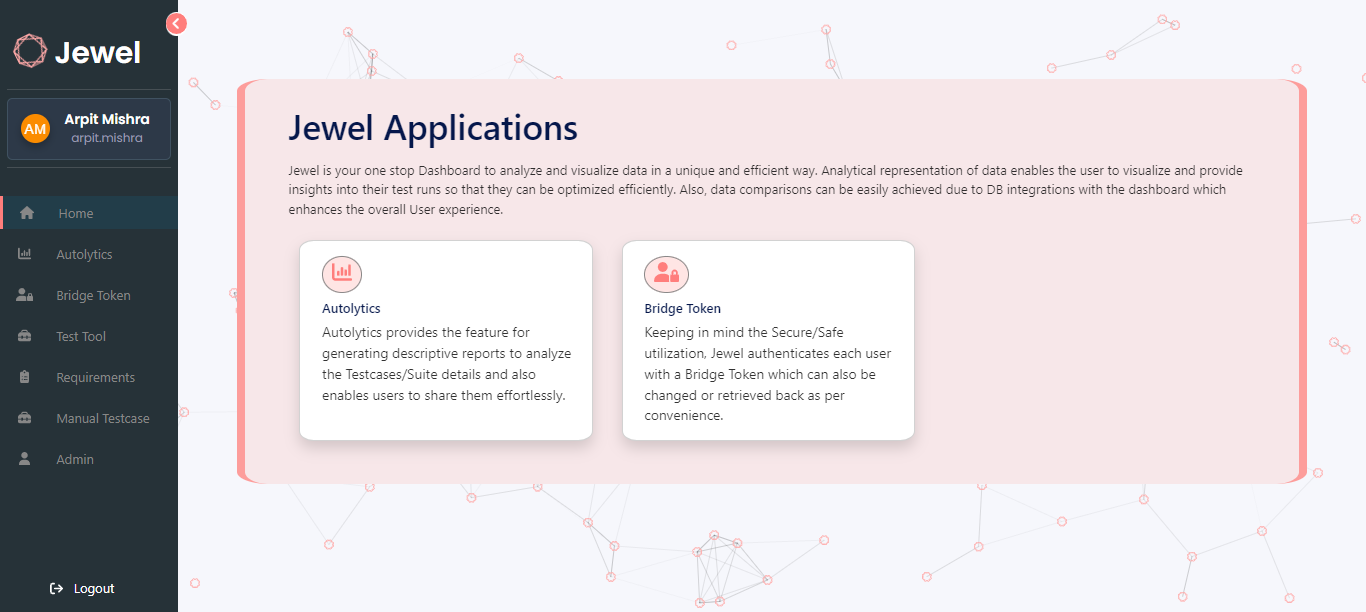 Jewel
AM
Arpit Mishra
arpit.mishra
Home
Autolytics
Bridge Token
Test Tool
Requirements
Manual Testcase
Admin
Logout
Jewel Applications
Jewel is your one stop Dashboard to analyze and visualize data in a unique and efficient way. Analytical representation of data enables the user to visualize and provide
insights into their test runs so that they can be optimized efficiently. Also, data comparisons can be easily achieved due to DB integrations with the dashboard which
enhances the overall User experience.
Autolytics
Autolytics provides the feature for
generating descriptive reports to analyze
the Testcases/Suite details and also
enables users to share them effortlessly.
Bridge Token
Keeping in mind the Secure/Safe
utilization, Jewel authenticates each user
with a Bridge Token which can also be
changed or retrieved back as per
convenience.